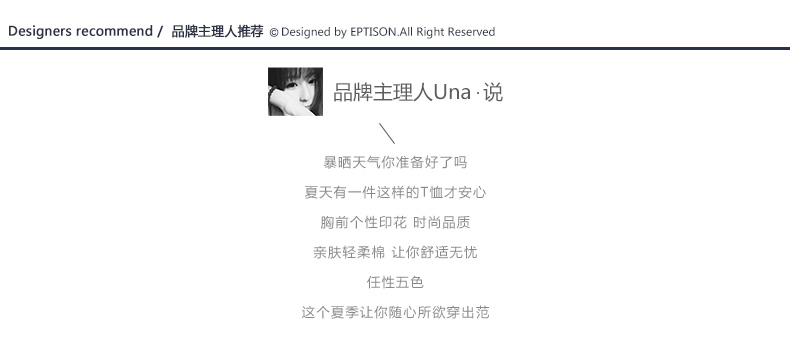 Designers recommend / 品牌主理人推荐 © Designed by EPTISON.All Right Reserved
品牌主理人Una·说
暴晒天气你准备好了吗
夏天有一件这样的T恤才安心
胸前个性印花 时尚品质
亲肤轻柔棉 让你舒适无忧
任性五色
这个夏季让你随心所欲穿出范